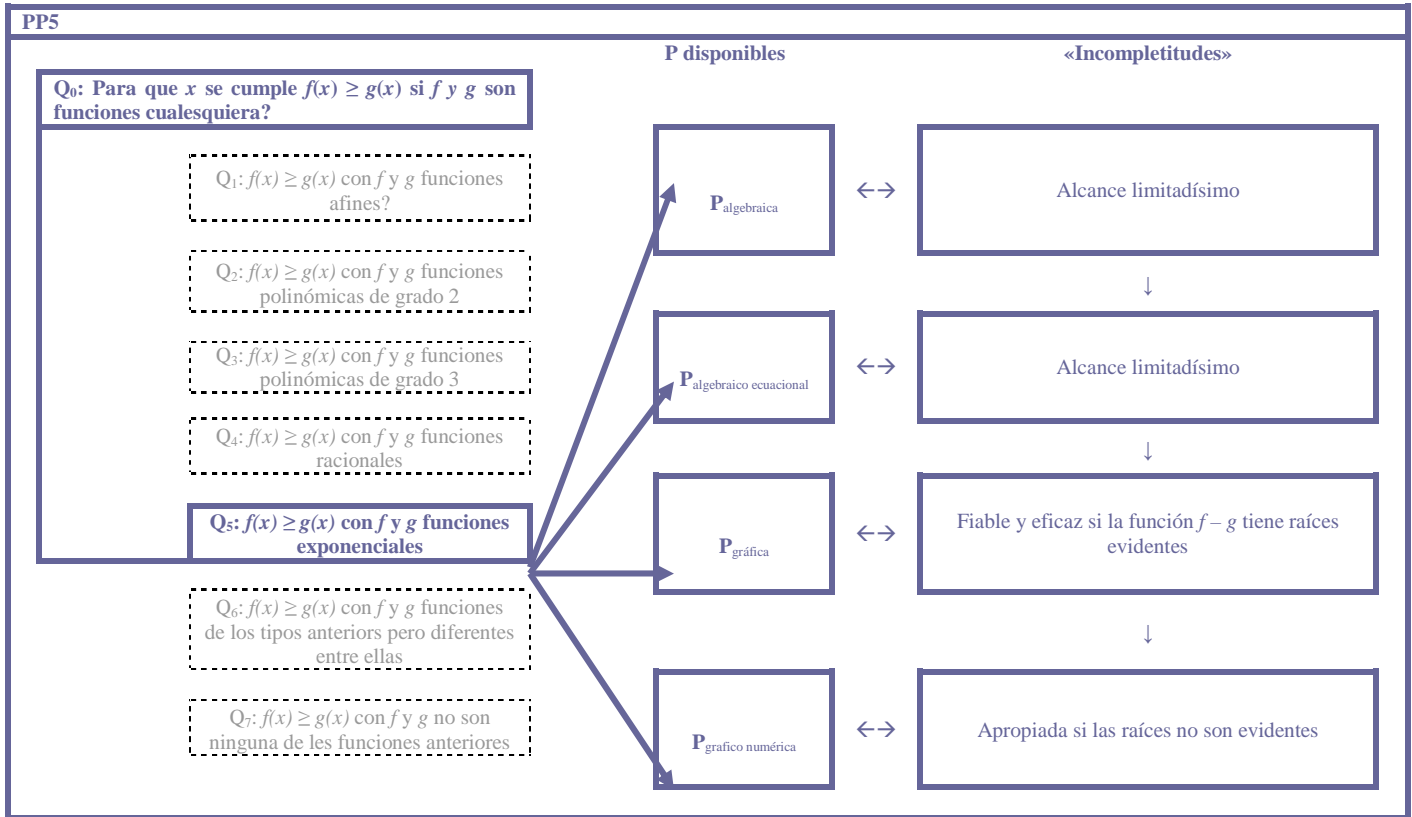 PP5
P disponibles
«Incompletitudes»
Q₀: Para que x se cumple f(x) ≥ g(x) si f y g son
funciones cualesquiera?
Q₁: f(x) ≥ g(x) con f y g funciones
afines?
Q₂: f(x) ≥ g(x) con f y g funciones
polinómicas de grado 2
Q₃: f(x) ≥ g(x) con f y g funciones
polinómicas de grado 3
Q₄: f(x) ≥ g(x) con f y g funciones
racionales
Q₅: f(x) ≥ g(x) con f y g funciones
exponenciales
Q₆: f(x) ≥ g(x) con f y g funciones
de los tipos anteriors pero diferentes
entre ellas
Q₇: f(x) ≥ g(x) con f y g no son
ninguna de les funciones anteriores
Palgebraica
←→
Alcance limitadísimo
↓
Palgebraico ecuacional
←→
Alcance limitadísimo
↓
Pgráfica
←→
Fiable y eficaz si la función f – g tiene raíces
evidentes
↓
Pgrafico numérica
←→
Apropiada si las raíces no son evidentes